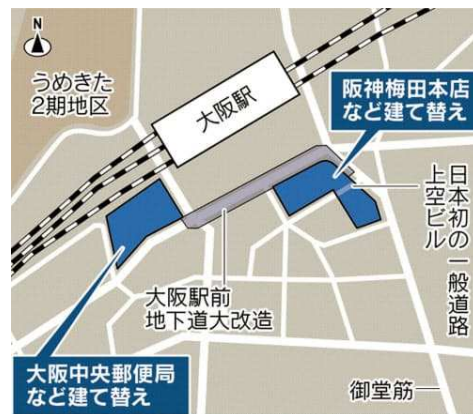 N
うめきた
2期地区
大阪駅
阪神梅田本店
など建て替え
日本初の一般道路
上空ビル
大阪駅前
地下道大改造
大阪中央郵便局
など建て替え
御堂筋